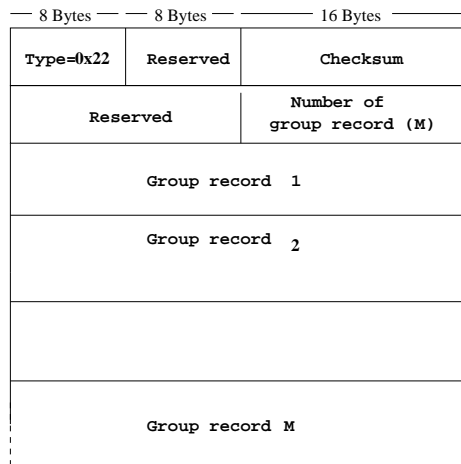 8 Bytes 8 Bytes 16 Bytes
Type=0x22 Reserved Checksum
Reserved Number of
group record (M)
Group record 1
Group record 2
Group record M